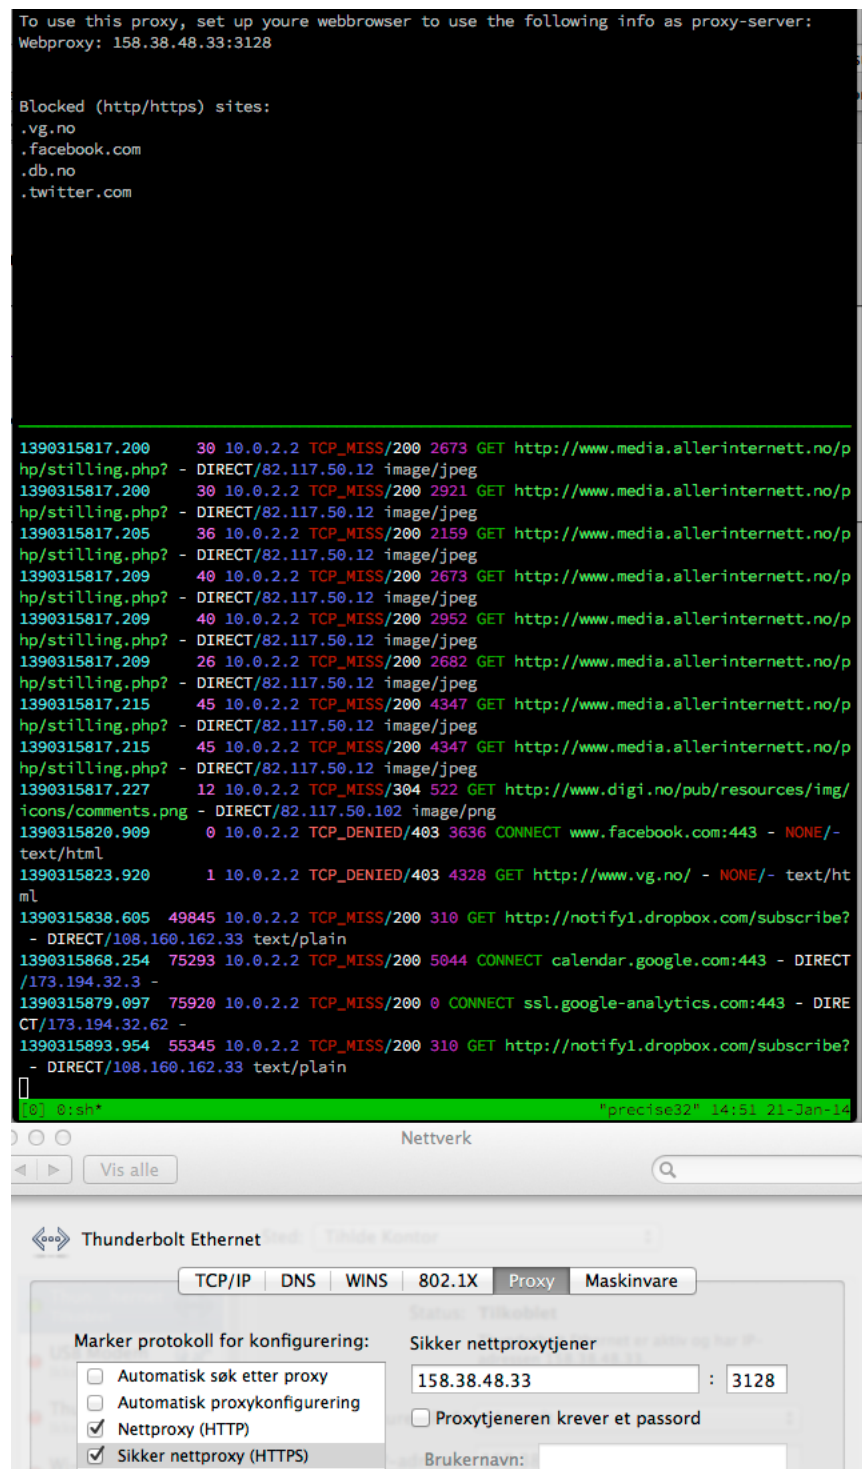 To use this proxy, set up youre webbrowser to use the following info as proxy-server:
Webproxy: 158.38.48.33:3128
Blocked (http/https) sites:
.vg.no
.facebook.com
.db.no
.twitter.com
1390315817.200     30 10.0.2.2 TCP_MISS/200 2673 GET http://www.media.allerinternett.no/p
hp/stilling.php? - DIRECT/82.117.50.12 image/jpeg
1390315817.200     30 10.0.2.2 TCP_MISS/200 2921 GET http://www.media.allerinternett.no/p
hp/stilling.php? - DIRECT/82.117.50.12 image/jpeg
1390315817.205     36 10.0.2.2 TCP_MISS/200 2159 GET http://www.media.allerinternett.no/p
hp/stilling.php? - DIRECT/82.117.50.12 image/jpeg
1390315817.209     40 10.0.2.2 TCP_MISS/200 2673 GET http://www.media.allerinternett.no/p
hp/stilling.php? - DIRECT/82.117.50.12 image/jpeg
1390315817.209     40 10.0.2.2 TCP_MISS/200 2952 GET http://www.media.allerinternett.no/p
hp/stilling.php? - DIRECT/82.117.50.12 image/jpeg
1390315817.209     26 10.0.2.2 TCP_MISS/200 2682 GET http://www.media.allerinternett.no/p
hp/stilling.php? - DIRECT/82.117.50.12 image/jpeg
1390315817.215     45 10.0.2.2 TCP_MISS/200 4347 GET http://www.media.allerinternett.no/p
hp/stilling.php? - DIRECT/82.117.50.12 image/jpeg
1390315817.215     45 10.0.2.2 TCP_MISS/200 4347 GET http://www.media.allerinternett.no/p
hp/stilling.php? - DIRECT/82.117.50.12 image/jpeg
1390315817.227     12 10.0.2.2 TCP_MISS/304 522 GET http://www.digi.no/pub/resources/img/
icons/comments.png - DIRECT/82.117.50.102 image/png
1390315820.909      0 10.0.2.2 TCP_DENIED/403 3636 CONNECT www.facebook.com:443 - NONE/-
text/html
1390315823.920      1 10.0.2.2 TCP_DENIED/403 4328 GET http://www.vg.no/ - NONE/- text/ht
ml
1390315838.605  49845 10.0.2.2 TCP_MISS/200 310 GET http://notify1.dropbox.com/subscribe?
 - DIRECT/108.160.162.33 text/plain
1390315868.254  75293 10.0.2.2 TCP_MISS/200 5044 CONNECT calendar.google.com:443 - DIRECT
/173.194.32.3 -
1390315879.097  75920 10.0.2.2 TCP_MISS/200 0 CONNECT ssl.google-analytics.com:443 - DIRE
CT/173.194.32.62 -
1390315893.954  55345 10.0.2.2 TCP_MISS/200 310 GET http://notify1.dropbox.com/subscribe?
 - DIRECT/108.160.162.33 text/plain
[0] 0:sh* "precise32" 14:51 21-Jan-14
Nettverk
Vis alle
Thunderbolt Ethernet
Sted: Tihlde Kontor
TCP/IP DNS WINS 802.1X Proxy Maskinvare
Status: Tilkoblet
Marker protokoll for konfigurering:
Sikker nettproxytjener
Automatisk søk etter proxy
158.38.48.33 : 3128
Automatisk proxykonfigurering
Proxytjeneren krever et passord
Nettproxy (HTTP)
Sikker nettproxy (HTTPS)
Brukernavn: